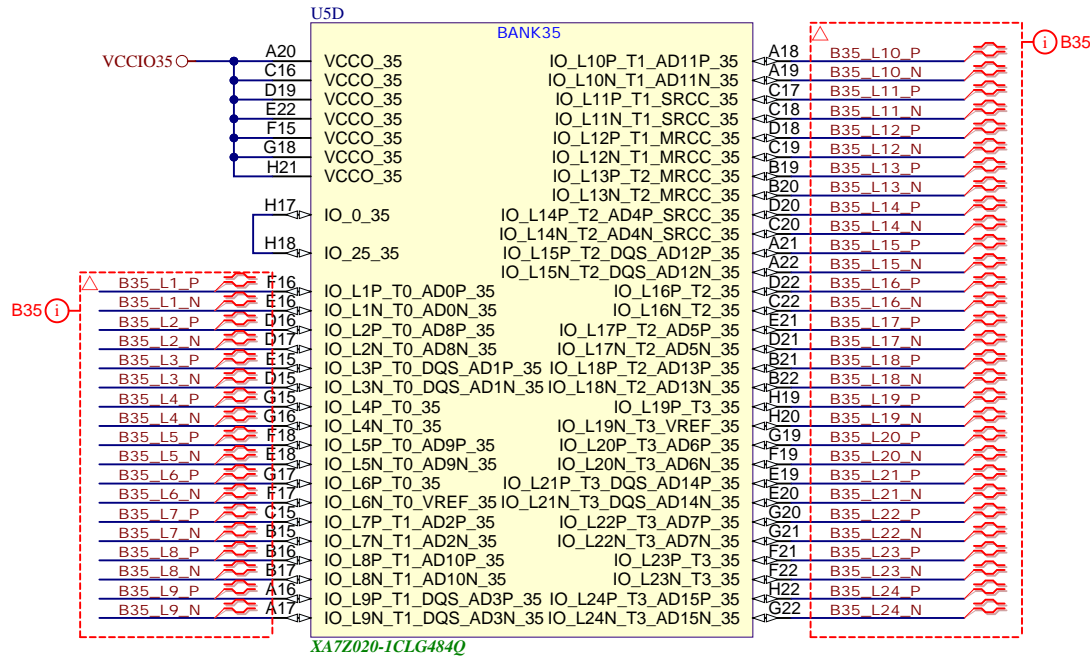 U5D
BANK35
VCCIO35
A20 VCCO_35
C16 VCCO_35
D19 VCCO_35
E22 VCCO_35
F15 VCCO_35
G18 VCCO_35
H21 VCCO_35
H17 IO_0_35
H18 IO_25_35
B35
i
B35_L1_P F16 IO_L1P_T0_AD0P_35
B35_L1_N E16 IO_L1N_T0_AD0N_35
B35_L2_P D16 IO_L2P_T0_AD8P_35
B35_L2_N D17 IO_L2N_T0_AD8N_35
B35_L3_P E15 IO_L3P_T0_DQS_AD1P_35
B35_L3_N D15 IO_L3N_T0_DQS_AD1N_35
B35_L4_P G15 IO_L4P_T0_35
B35_L4_N G16 IO_L4N_T0_35
B35_L5_P F18 IO_L5P_T0_AD9P_35
B35_L5_N E18 IO_L5N_T0_AD9N_35
B35_L6_P G17 IO_L6P_T0_35
B35_L6_N F17 IO_L6N_T0_VREF_35
B35_L7_P C15 IO_L7P_T1_AD2P_35
B35_L7_N B15 IO_L7N_T1_AD2N_35
B35_L8_P B16 IO_L8P_T1_AD10P_35
B35_L8_N B17 IO_L8N_T1_AD10N_35
B35_L9_P A16 IO_L9P_T1_DQS_AD3P_35
B35_L9_N A17 IO_L9N_T1_DQS_AD3N_35
IO_L10P_T1_AD11P_35 A18 B35_L10_P
IO_L10N_T1_AD11N_35 A19 B35_L10_N
IO_L11P_T1_SRCC_35 C17 B35_L11_P
IO_L11N_T1_SRCC_35 C18 B35_L11_N
IO_L12P_T1_MRCC_35 D18 B35_L12_P
IO_L12N_T1_MRCC_35 C19 B35_L12_N
IO_L13P_T2_MRCC_35 B19 B35_L13_P
IO_L13N_T2_MRCC_35 B20 B35_L13_N
IO_L14P_T2_AD4P_SRCC_35 D20 B35_L14_P
IO_L14N_T2_AD4N_SRCC_35 C20 B35_L14_N
IO_L15P_T2_DQS_AD12P_35 A21 B35_L15_P
IO_L15N_T2_DQS_AD12N_35 A22 B35_L15_N
IO_L16P_T2_35 D22 B35_L16_P
IO_L16N_T2_35 C22 B35_L16_N
IO_L17P_T2_AD5P_35 E21 B35_L17_P
IO_L17N_T2_AD5N_35 D21 B35_L17_N
IO_L18P_T2_AD13P_35 B21 B35_L18_P
IO_L18N_T2_AD13N_35 B22 B35_L18_N
IO_L19P_T3_35 H19 B35_L19_P
IO_L19N_T3_VREF_35 H20 B35_L19_N
IO_L20P_T3_AD6P_35 G19 B35_L20_P
IO_L20N_T3_AD6N_35 F19 B35_L20_N
IO_L21P_T3_DQS_AD14P_35 E19 B35_L21_P
IO_L21N_T3_DQS_AD14N_35 E20 B35_L21_N
IO_L22P_T3_AD7P_35 G20 B35_L22_P
IO_L22N_T3_AD7N_35 G21 B35_L22_N
IO_L23P_T3_35 F21 B35_L23_P
IO_L23N_T3_35 F22 B35_L23_N
IO_L24P_T3_AD15P_35 H22 B35_L24_P
IO_L24N_T3_AD15N_35 G22 B35_L24_N
i
B35
XA7Z020-1CLG484Q